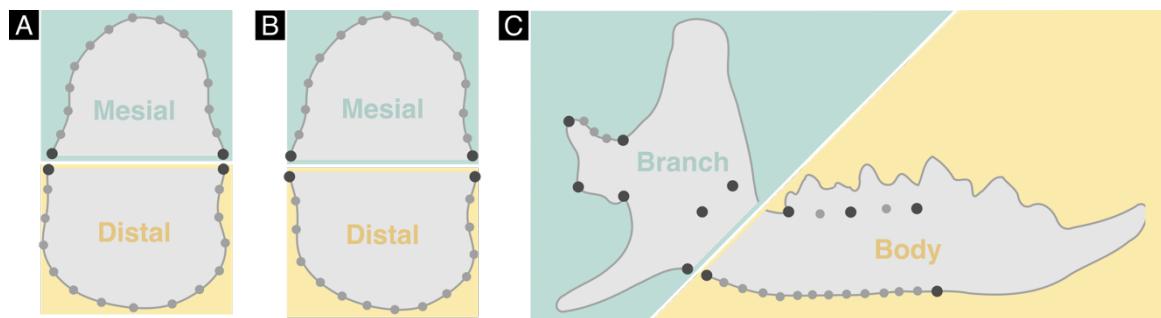 A
Mesial
Distal
B
Mesial
Distal
C
Branch
Body